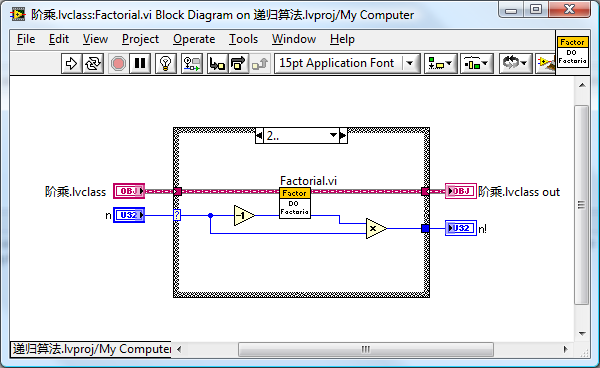 阶乘.lvclass:Factorial.vi Block Diagram on 递归算法.lvproj/My Computer
File Edit View Project Operate Tools Window Help
Factor
DO
Factoria
15pt Application Font
2..
Factorial.vi
阶乘.lvclass OBJ Factor OBJ 阶乘.lvclass out
DO
Factoria
n U32 ? -1 × U32 n!
递归算法.lvproj/My Computer